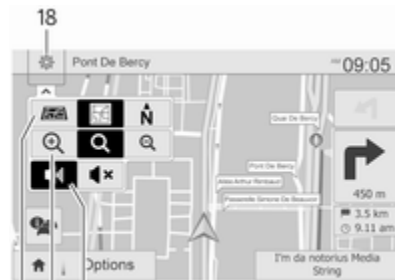 18
Pont De Bercy
AM 09:05
N
Quai De Bercy
Pont De Bercy
Allée Arthur Rimbaud
Passerelle Simone De Beauvoir
450 m
3.5 km
9.11 am
Options
I'm da notorius Media
String